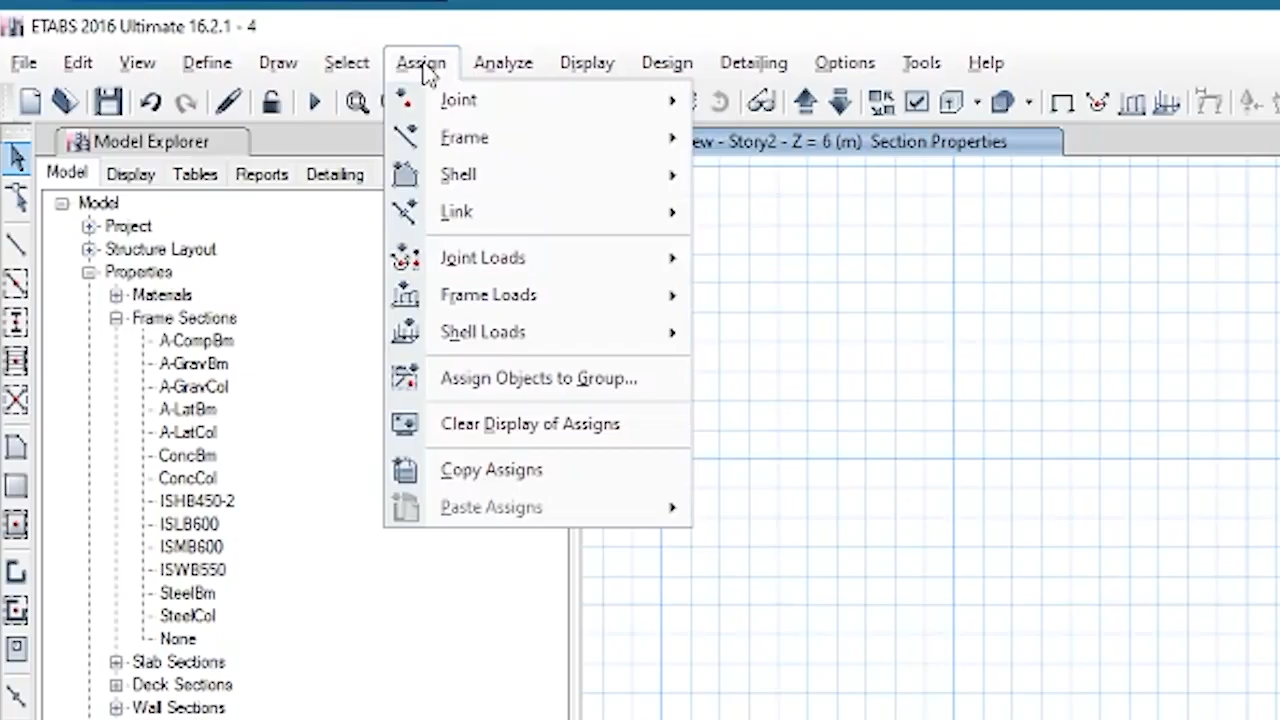 ETABS 2016 Ultimate 16.2.1 - 4
File Edit View Define Draw Select Assign Analyze Display Design Detailing Options Tools Help
Model Explorer
ew - Story2 - Z = 6 (m) Section Properties
Model Display Tables Reports Detailing
Model
Project
Structure Layout
Properties
Materials
Frame Sections
A-CompBm
A-GravBm
A-GravCol
A-LatBm
A-LatCol
ConcBm
ConcCol
ISHB450-2
ISLB600
ISMB600
ISWB550
SteelBm
SteelCol
None
Slab Sections
Deck Sections
Wall Sections
Joint
Frame
Shell
Link
Joint Loads
Frame Loads
Shell Loads
Assign Objects to Group...
Clear Display of Assigns
Copy Assigns
Paste Assigns